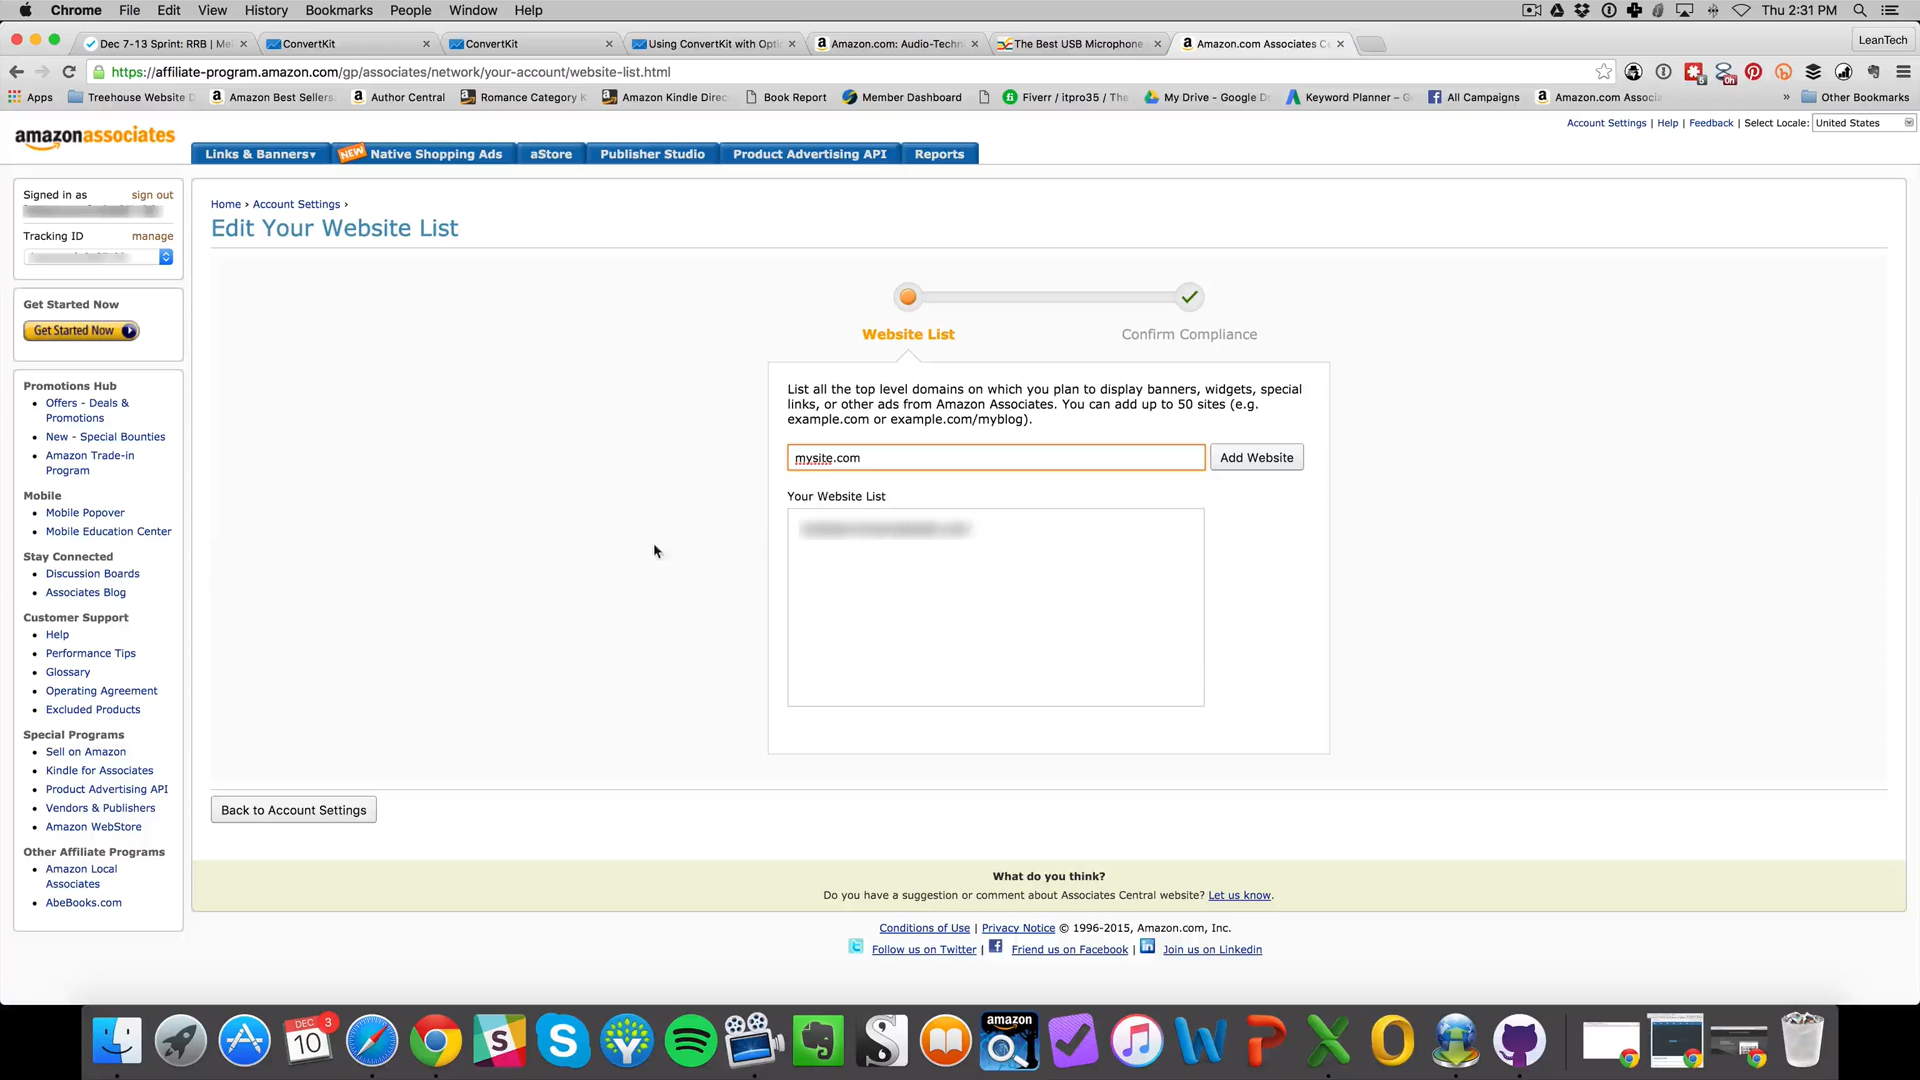 Chrome File Edit View History Bookmarks People Window Help Thu 2:31 PM
Dec 7-13 Sprint: RRB | ConvertKit ConvertKit Using ConvertKit with Opti Amazon.com: Audio-Techn The Best USB Microphone Amazon.com Associates C LeanTech
https://affiliate-program.amazon.com/gp/associates/network/your-account/website-list.html
Apps Treehouse Website D Amazon Best Sellers: Author Central Romance Category K Amazon Kindle Direc Book Report Member Dashboard Fiverr / itpro35 / The My Drive - Google Dr Keyword Planner – Go All Campaigns Amazon.com Associ » Other Bookmarks
amazonassociates
Account Settings | Help | Feedback | Select Locale: United States
Links & Banners▾ NEW Native Shopping Ads aStore Publisher Studio Product Advertising API Reports
Signed in as sign out
Tracking ID manage
Get Started Now
Get Started Now
Promotions Hub
Offers - Deals &
Promotions
New - Special Bounties
Amazon Trade-in
Program
Mobile
Mobile Popover
Mobile Education Center
Stay Connected
Discussion Boards
Associates Blog
Customer Support
Help
Performance Tips
Glossary
Operating Agreement
Excluded Products
Special Programs
Sell on Amazon
Kindle for Associates
Product Advertising API
Vendors & Publishers
Amazon WebStore
Other Affiliate Programs
Amazon Local
Associates
AbeBooks.com
Home › Account Settings ›
Edit Your Website List
Website List Confirm Compliance
List all the top level domains on which you plan to display banners, widgets, special
links, or other ads from Amazon Associates. You can add up to 50 sites (e.g.
example.com or example.com/myblog).
mysite.com Add Website
Your Website List
Back to Account Settings
What do you think?
Do you have a suggestion or comment about Associates Central website? Let us know.
Conditions of Use | Privacy Notice © 1996-2015, Amazon.com, Inc.
Follow us on Twitter | Friend us on Facebook | Join us on Linkedin
DEC 3
10
amazon